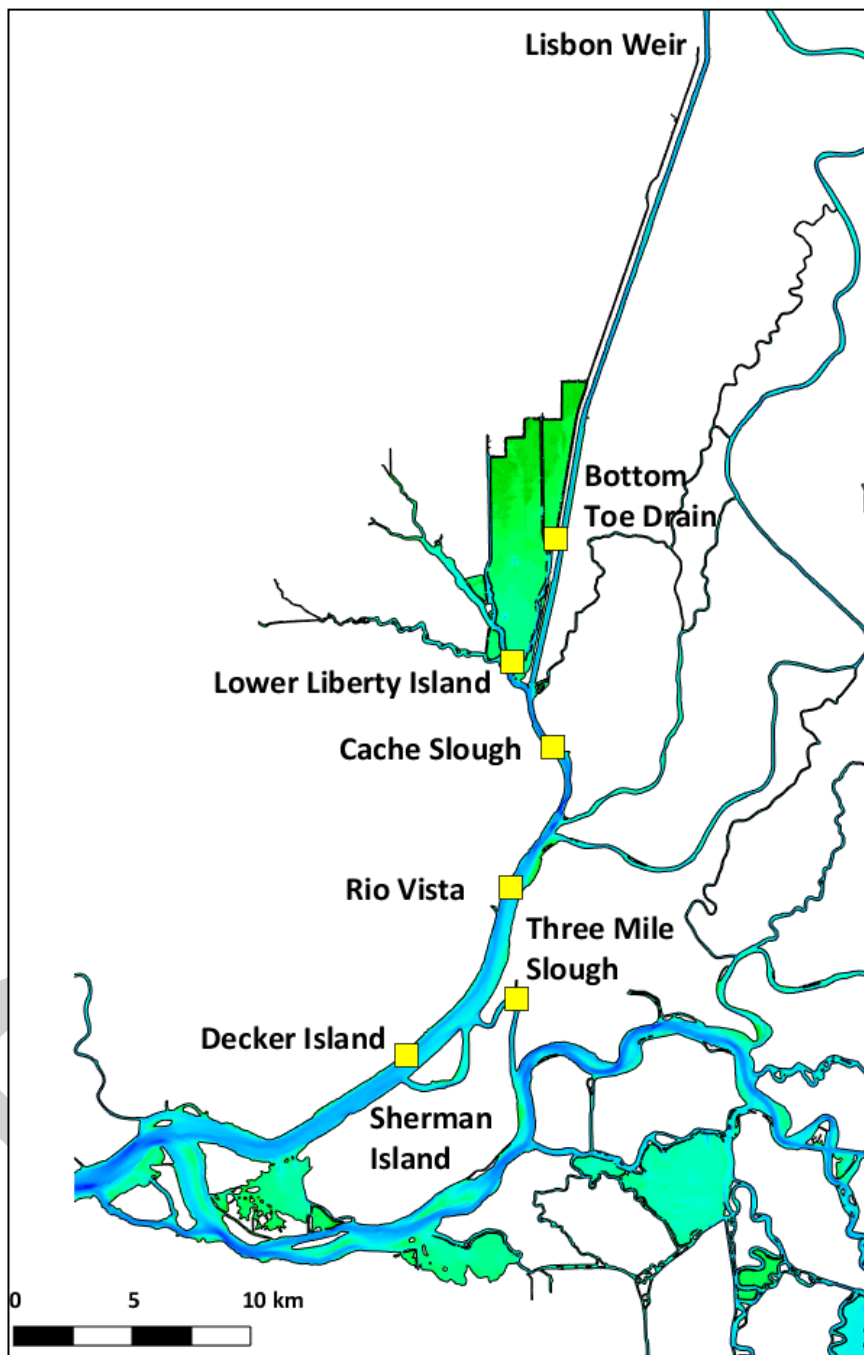 Lisbon Weir
Bottom
Toe Drain
Lower Liberty Island
Cache Slough
Rio Vista
Three Mile
Slough
Decker Island
Sherman
Island
0 5 10 km